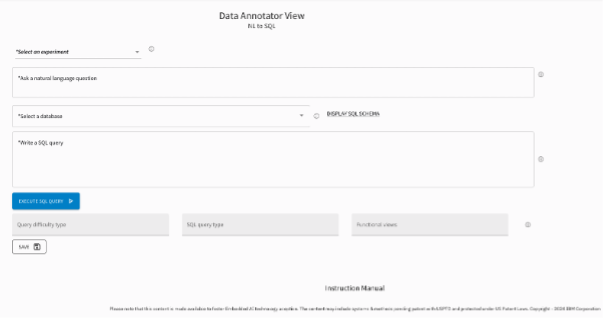 Data Annotator View
NL to SQL
*Select an experiment
*Ask a natural language question
*Select a database
DISPLAY SQL SCHEMA
*Write a SQL query
EXECUTE SQL QUERY
Query difficulty type
SQL query type
Functional views
SAVE
Instruction Manual
Please note that this content is made available to foster Embedded AI technology practice. The content may include systems & methods pending patent with USPTO and protected under US Patent Laws. Copyright - 2024 IBM Corporation